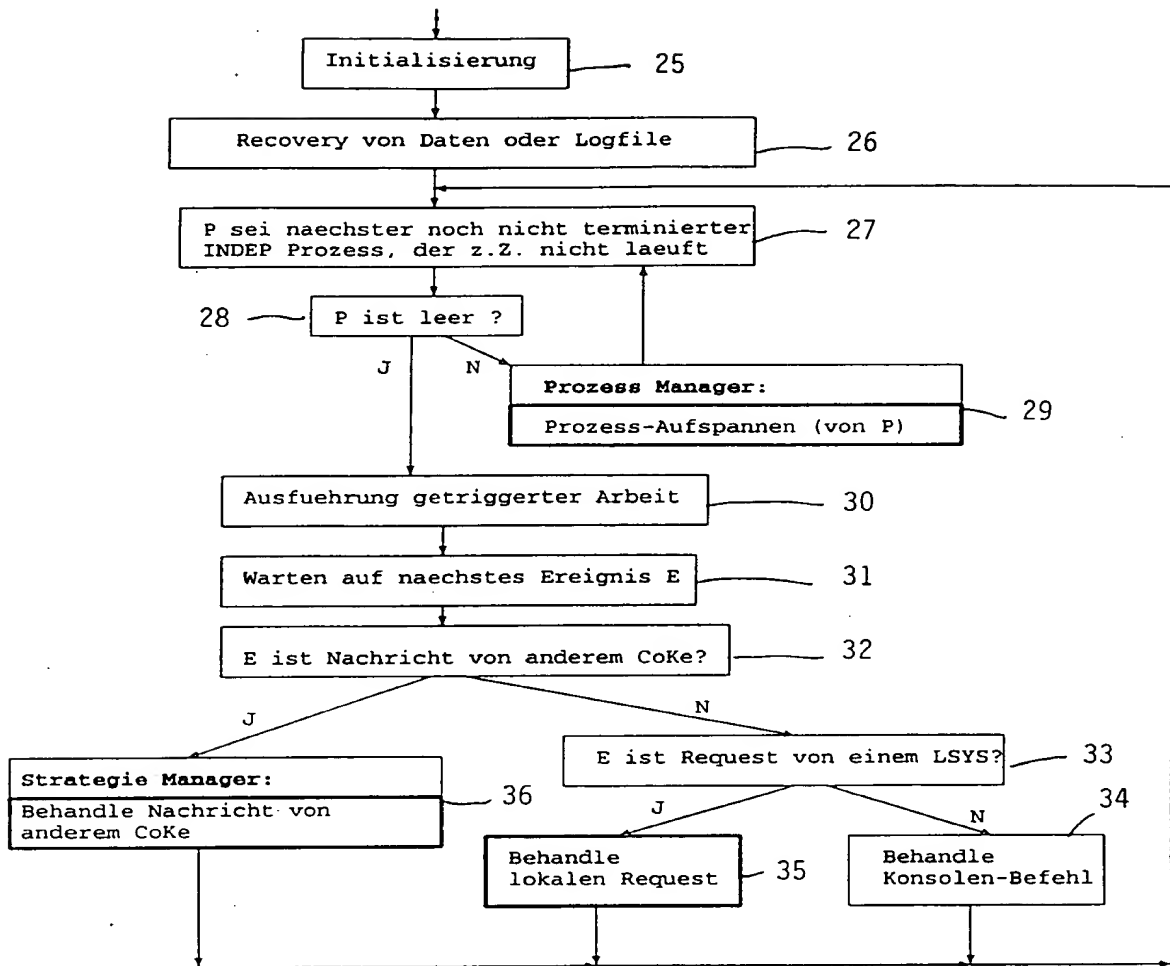 Initialisierung
25
Recovery von Daten oder Logfile
26
P sei naechster noch nicht terminierter
INDEP Prozess, der z.Z. nicht laeuft
27
28
P ist leer ?
J
N
Prozess Manager:
Prozess-Aufspannen (von P)
29
Ausfuehrung getriggerter Arbeit
30
Warten auf naechstes Ereignis E
31
E ist Nachricht von anderem CoKe?
32
J
N
E ist Request von einem LSYS?
33
Strategie Manager:
Behandle Nachricht von
anderem CoKe
36
J
N
34
Behandle
lokalen Request
35
Behandle
Konsolen-Befehl